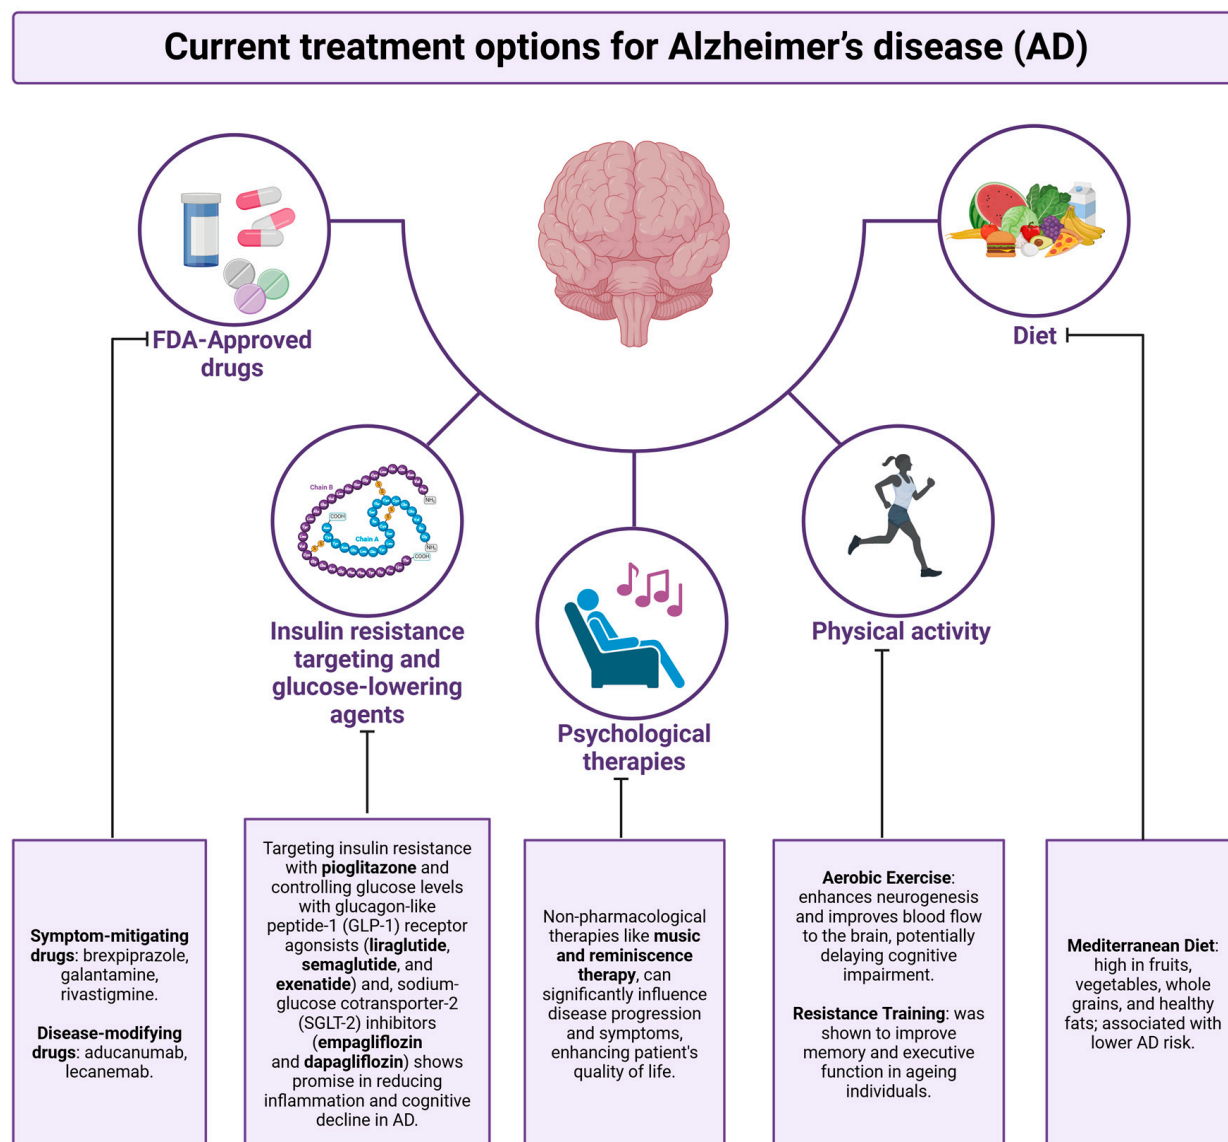 Current treatment options for Alzheimer's disease (AD)
FDA-Approved
drugs
Diet
Chain B
NH₂
COOH
Chain A
NH₂
COOH
Insulin resistance
targeting and
glucose-lowering
agents
Psychological
therapies
Physical activity
Symptom-mitigating
drugs: brexpiprazole,
galantamine,
rivastigmine.
Disease-modifying
drugs: aducanumab,
lecanemab.
Targeting insulin resistance
with pioglitazone and
controlling glucose levels
with glucagon-like
peptide-1 (GLP-1) receptor
agonsists (liraglutide,
semaglutide, and
exenatide) and, sodium-
glucose cotransporter-2
(SGLT-2) inhibitors
(empagliflozin
and dapagliflozin) shows
promise in reducing
inflammation and cognitive
decline in AD.
Non-pharmacological
therapies like music
and reminiscence
therapy, can
significantly influence
disease progression
and symptoms,
enhancing patient's
quality of life.
Aerobic Exercise:
enhances neurogenesis
and improves blood flow
to the brain, potentially
delaying cognitive
impairment.
Resistance Training: was
shown to improve
memory and executive
function in ageing
individuals.
Mediterranean Diet:
high in fruits,
vegetables, whole
grains, and healthy
fats; associated with
lower AD risk.